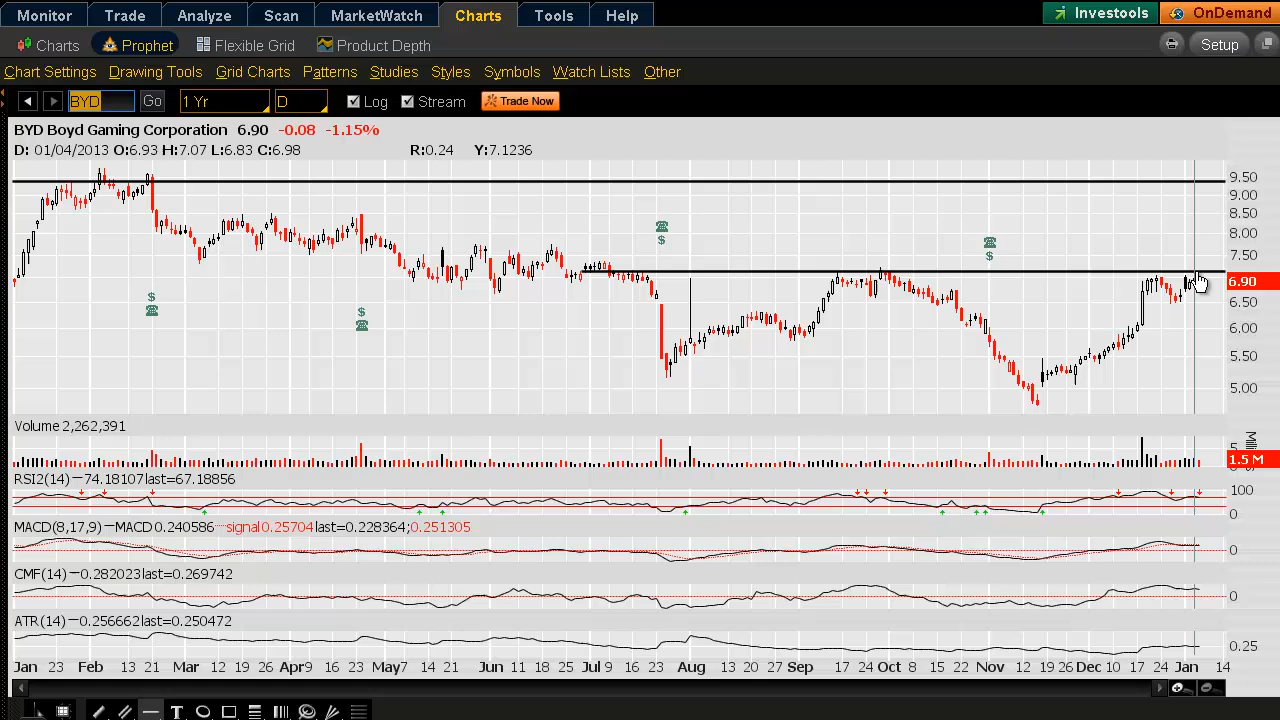 Monitor Trade Analyze Scan MarketWatch Charts Tools Help Investools OnDemand
Charts Prophet Flexible Grid Product Depth Setup
Chart Settings Drawing Tools Grid Charts Patterns Studies Styles Symbols Watch Lists Other
BYD Go 1 Yr D Log Stream Trade Now
BYD Boyd Gaming Corporation 6.90 -0.08 -1.15%
D: 01/04/2013 O:6.93 H:7.07 L:6.83 C:6.98 R:0.24 Y:7.1236
9.50
9.00
8.50
8.00
7.50
6.90
6.50
6.00
5.50
5.00
$
$
$
$
Volume 2,262,391
5
1.5 M
RSI2(14) 74.18107 last=67.18856
100
0
MACD(8,17,9) MACD 0.240586 signal 0.25704 last=0.228364; 0.251305
0
CMF(14) 0.282023 last=0.269742
0
ATR(14) 0.256662 last=0.250472
0.25
Jan 23 Feb 13 21 Mar 12 19 26 Apr 9 16 23 May 7 14 21 Jun 11 18 25 Jul 9 16 23 Aug 13 20 27 Sep 17 24 Oct 8 15 22 Nov 12 19 26 Dec 10 17 24 Jan 14
T